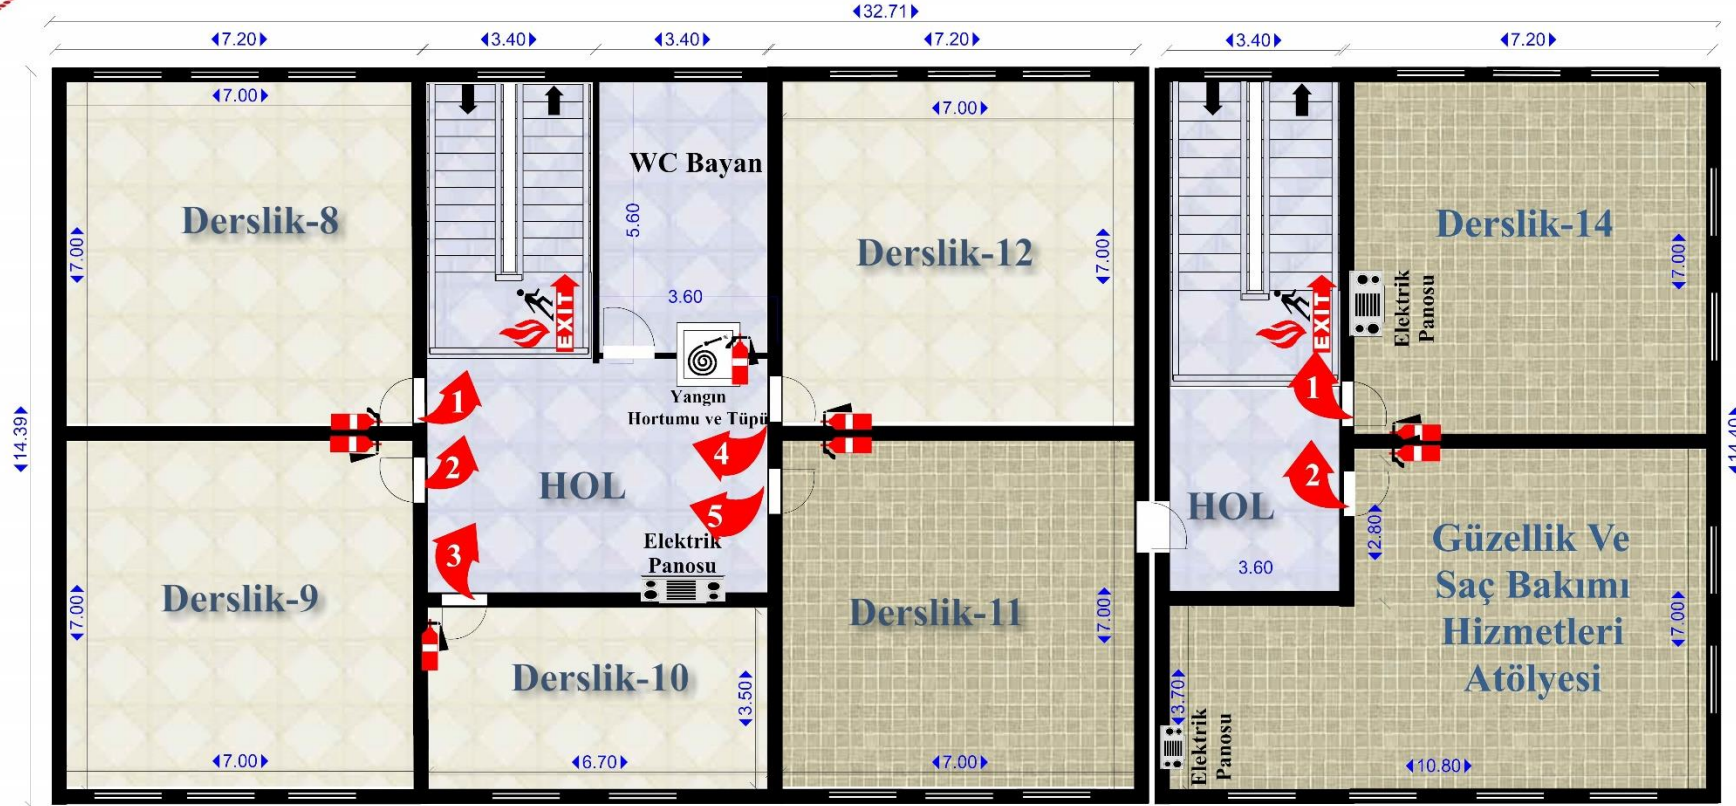 32.71
7.20
3.40
3.40
7.20
3.40
7.20
7.00
7.00
WC Bayan
Derslik-8
5.60
Derslik-12
Derslik-14
7.00
7.00
7.00
3.60
EXIT
EXIT
Elektrik
Panosu
Yangın
Hortumu ve Tüpü
1
1
14.39
14.40
2
4
2
HOL
5
HOL
3
Elektrik
Panosu
2.80
Güzellik Ve
Saç Bakımı
Hizmetleri
Atölyesi
3.60
Derslik-9
Derslik-11
7.00
7.00
7.00
Derslik-10
3.50
3.70
Elektrik
Panosu
7.00
6.70
7.00
10.80